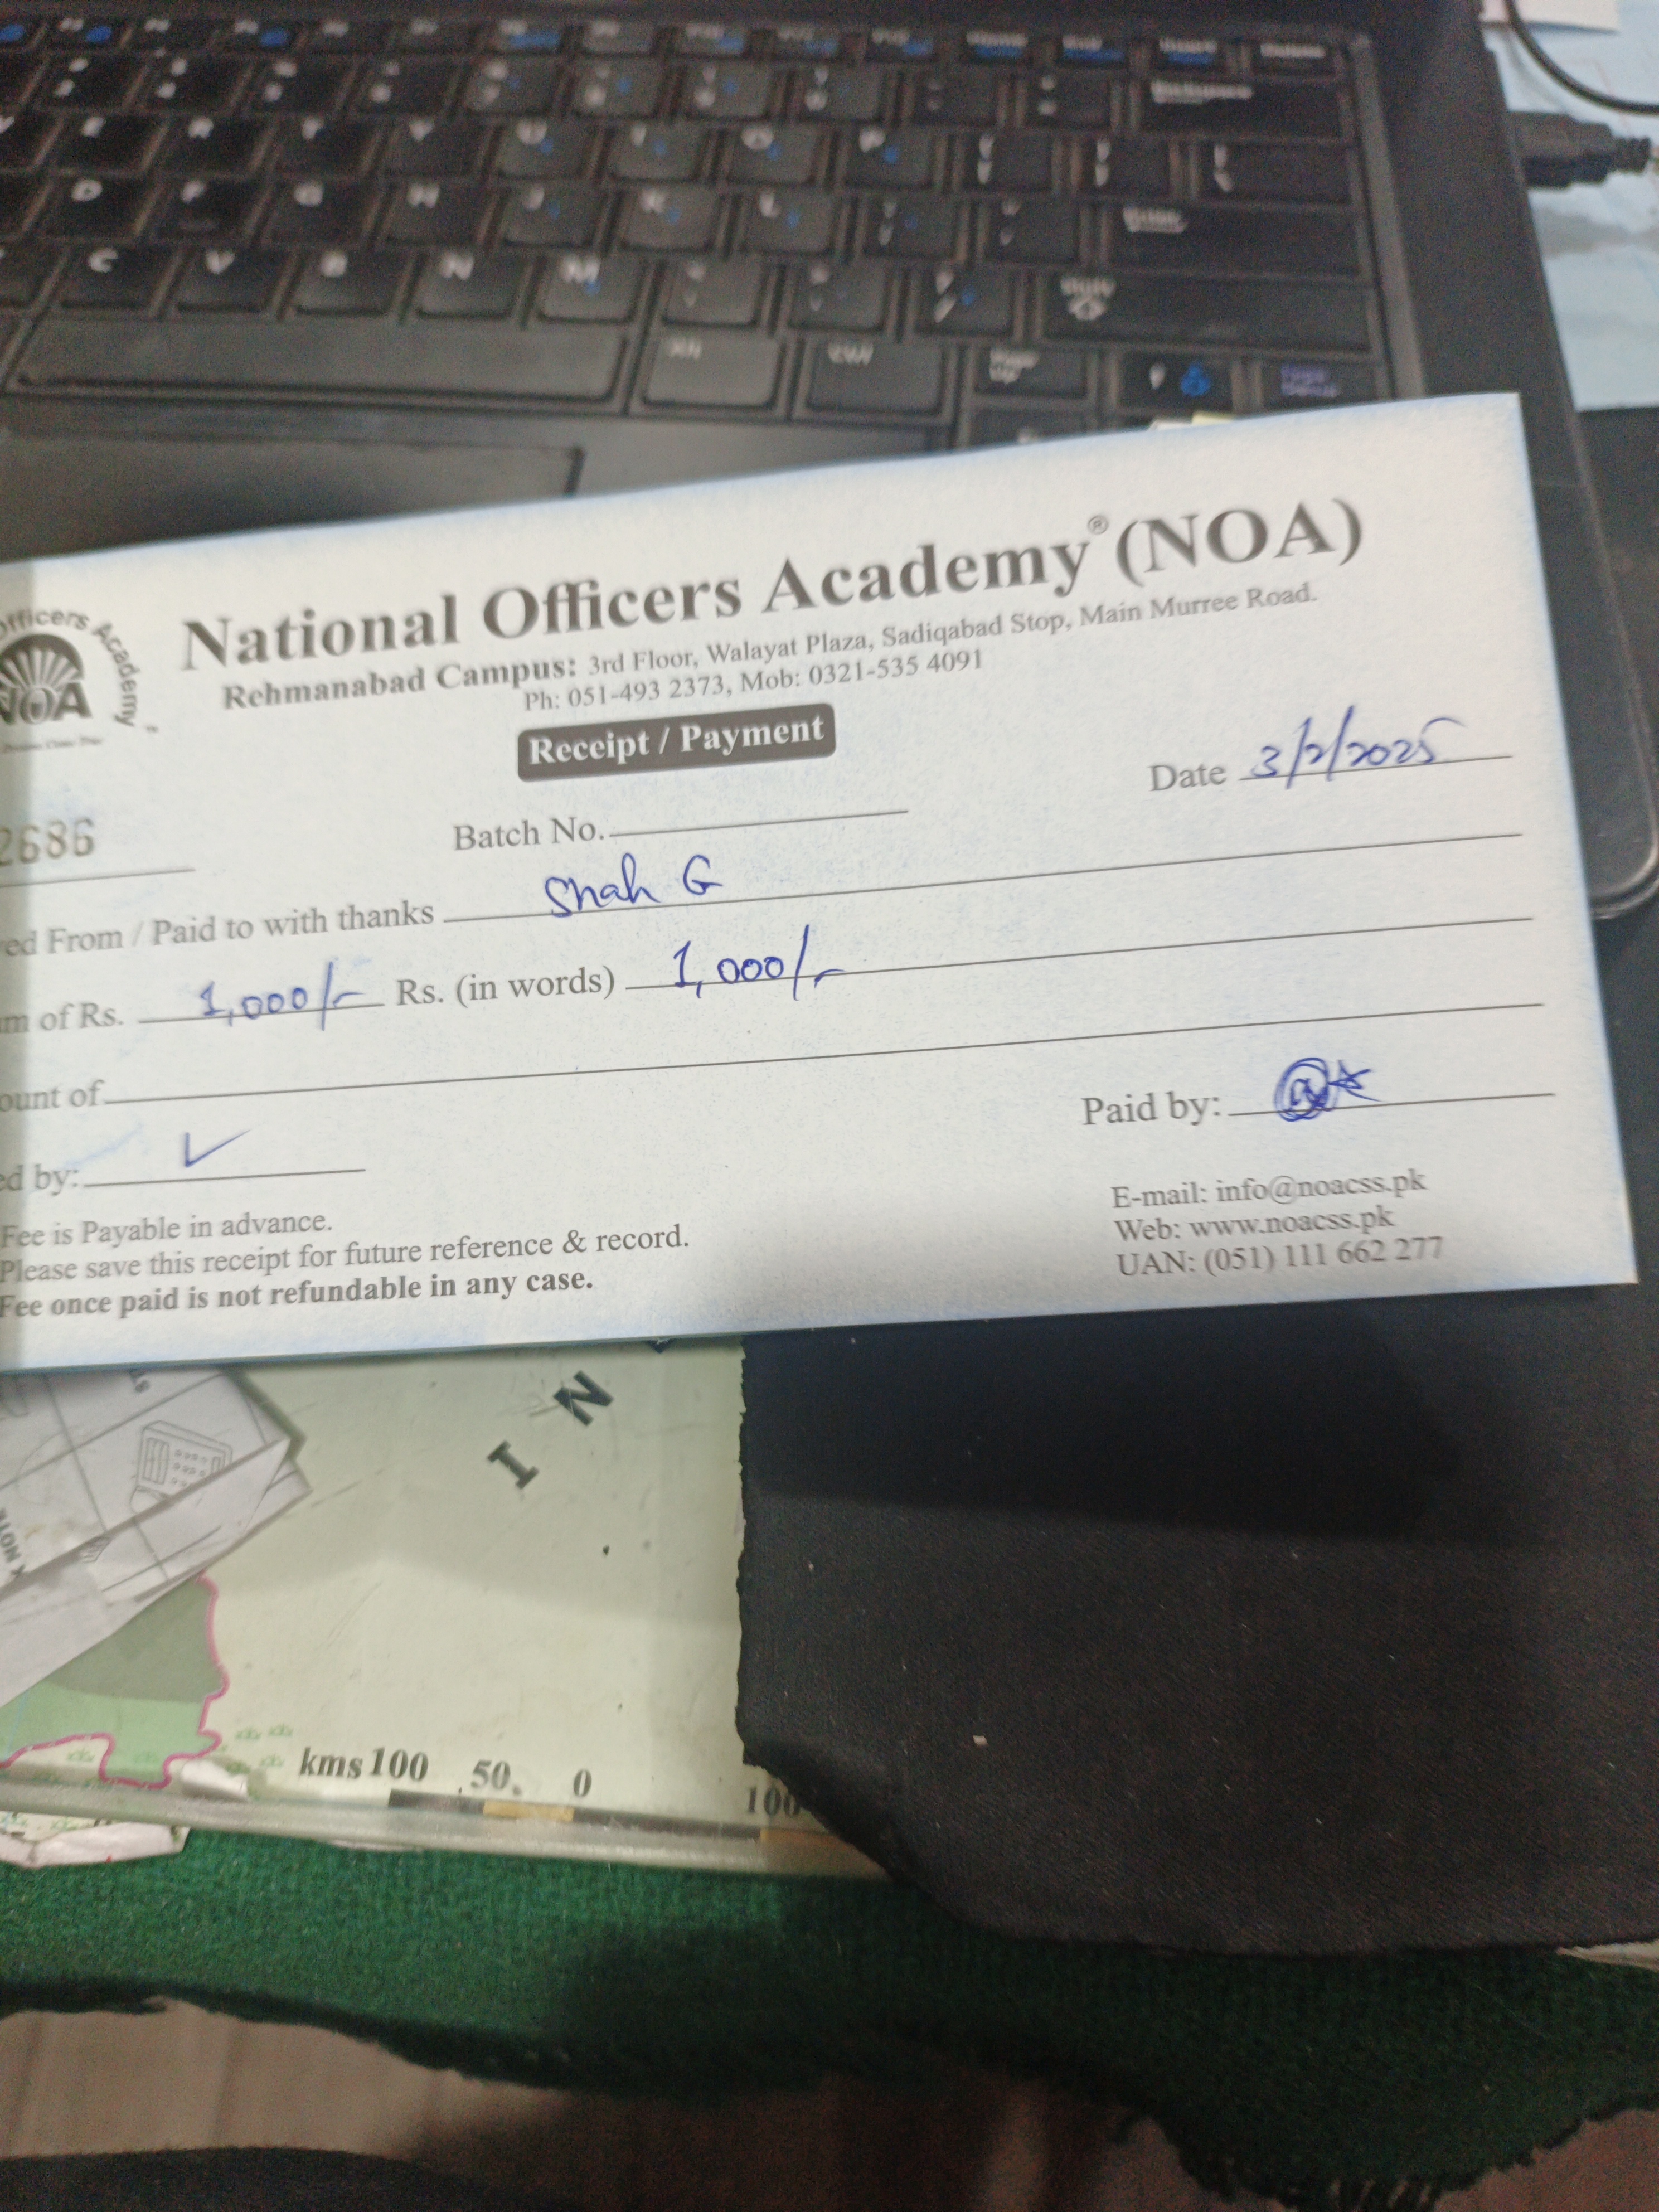 National Officers Academy® (NOA)
Officers Academy
NOA
Rehmanabad Campus: 3rd Floor, Walayat Plaza, Sadiqabad Stop, Main Murree Road.
Ph: 051-493 2373, Mob: 0321-535 4091
Receipt / Payment
Date 3/2/2025
2686
Batch No.
ed From / Paid to with thanks Shah G
m of Rs. 1,000/- Rs. (in words) 1,000/-
ount of
ed by:
Paid by:
Fee is Payable in advance.
Please save this receipt for future reference & record.
Fee once paid is not refundable in any case.
E-mail: info@noacss.pk
Web: www.noacss.pk
UAN: (051) 111 662 277
I N
kms 100 50 0 100